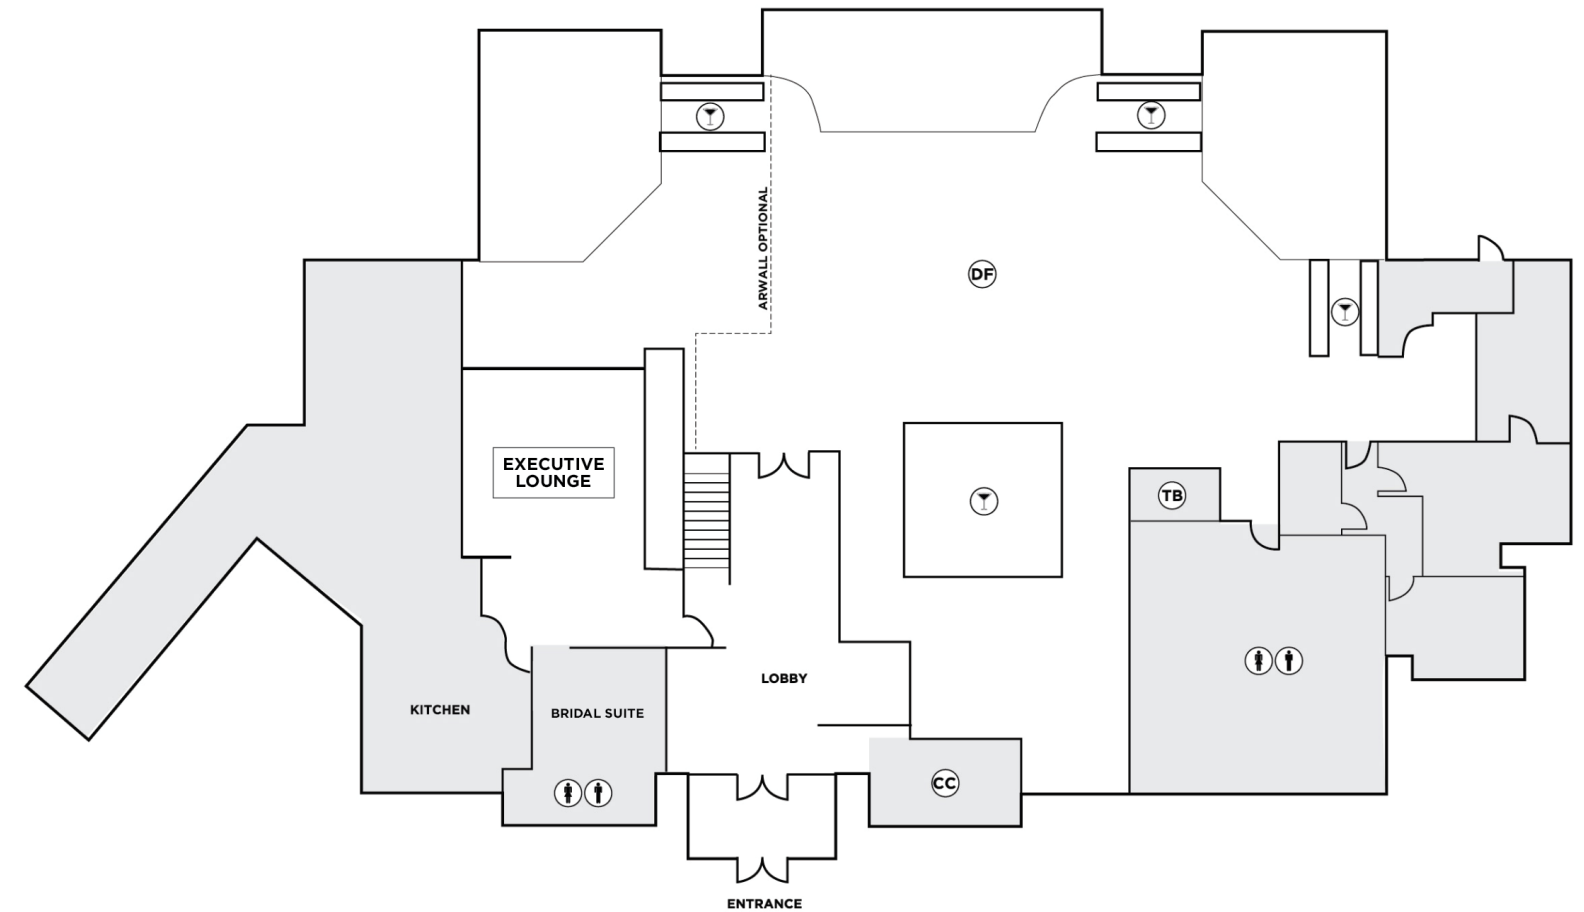 ARWALL OPTIONAL
DF
EXECUTIVE
LOUNGE
TB
LOBBY
KITCHEN
BRIDAL SUITE
CC
ENTRANCE